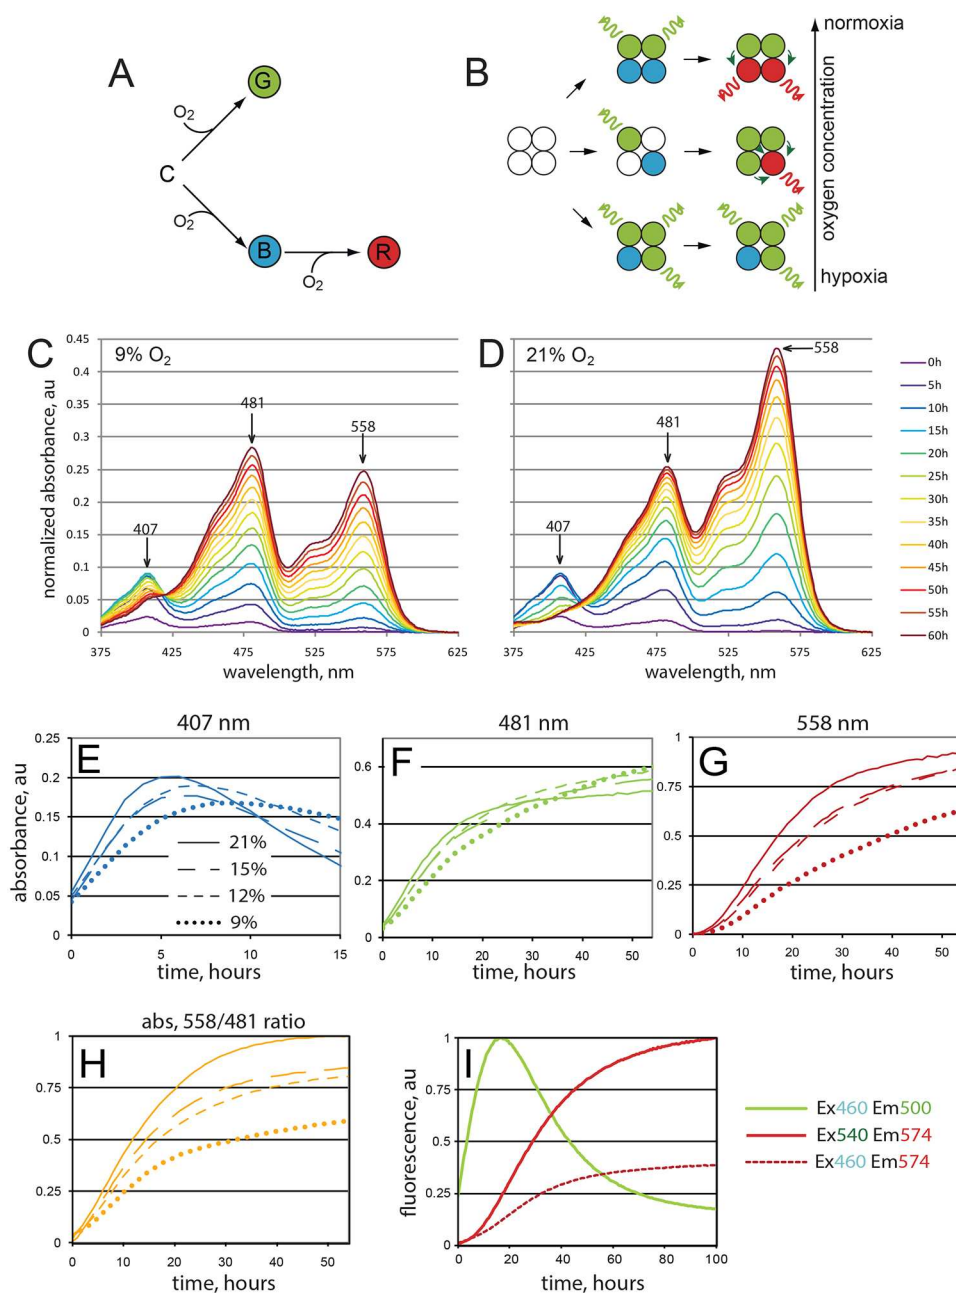 A
G
O2
C
O2
B
R
O2
B
normoxia
oxygen concentration
hypoxia
C
9% O2
normalized absorbance, au
0.45
0.4
0.35
0.3
0.25
0.2
0.15
0.1
0.05
0
407
481
558
375
425
475
525
575
625
wavelength, nm
D
21% O2
407
481
558
375
425
475
525
575
625
wavelength, nm
0h
5h
10h
15h
20h
25h
30h
35h
40h
45h
50h
55h
60h
407 nm
E
absorbance, au
0.25
0.2
0.15
0.1
0.05
0
21%
15%
12%
9%
0
5
10
15
time, hours
481 nm
F
0.6
0.4
0.2
0
0
10
20
30
40
50
time, hours
558 nm
G
1
0.75
0.5
0.25
0
0
10
20
30
40
50
time, hours
abs, 558/481 ratio
H
1
0.75
0.5
0.25
0
0
10
20
30
40
50
time, hours
I
fluorescence, au
1
0.75
0.5
0.25
0
0
20
40
60
80
100
time, hours
Ex460 Em500
Ex540 Em574
Ex460 Em574